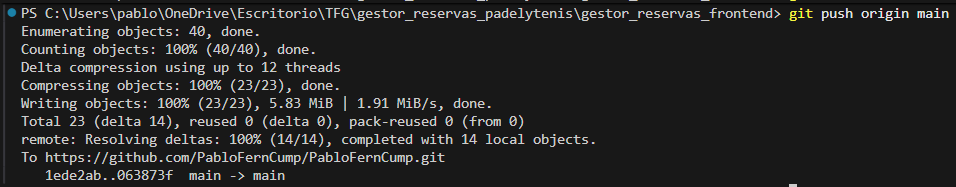 PS C:\Users\pablo\OneDrive\Escritorio\TFG\gestor_reservas_padelytenis\gestor_reservas_frontend> git push origin main
Enumerating objects: 40, done.
Counting objects: 100% (40/40), done.
Delta compression using up to 12 threads
Compressing objects: 100% (23/23), done.
Writing objects: 100% (23/23), 5.83 MiB | 1.91 MiB/s, done.
Total 23 (delta 14), reused 0 (delta 0), pack-reused 0 (from 0)
remote: Resolving deltas: 100% (14/14), completed with 14 local objects.
To https://github.com/PabloFernCump/PabloFernCump.git
   1ede2ab..063873f  main -> main